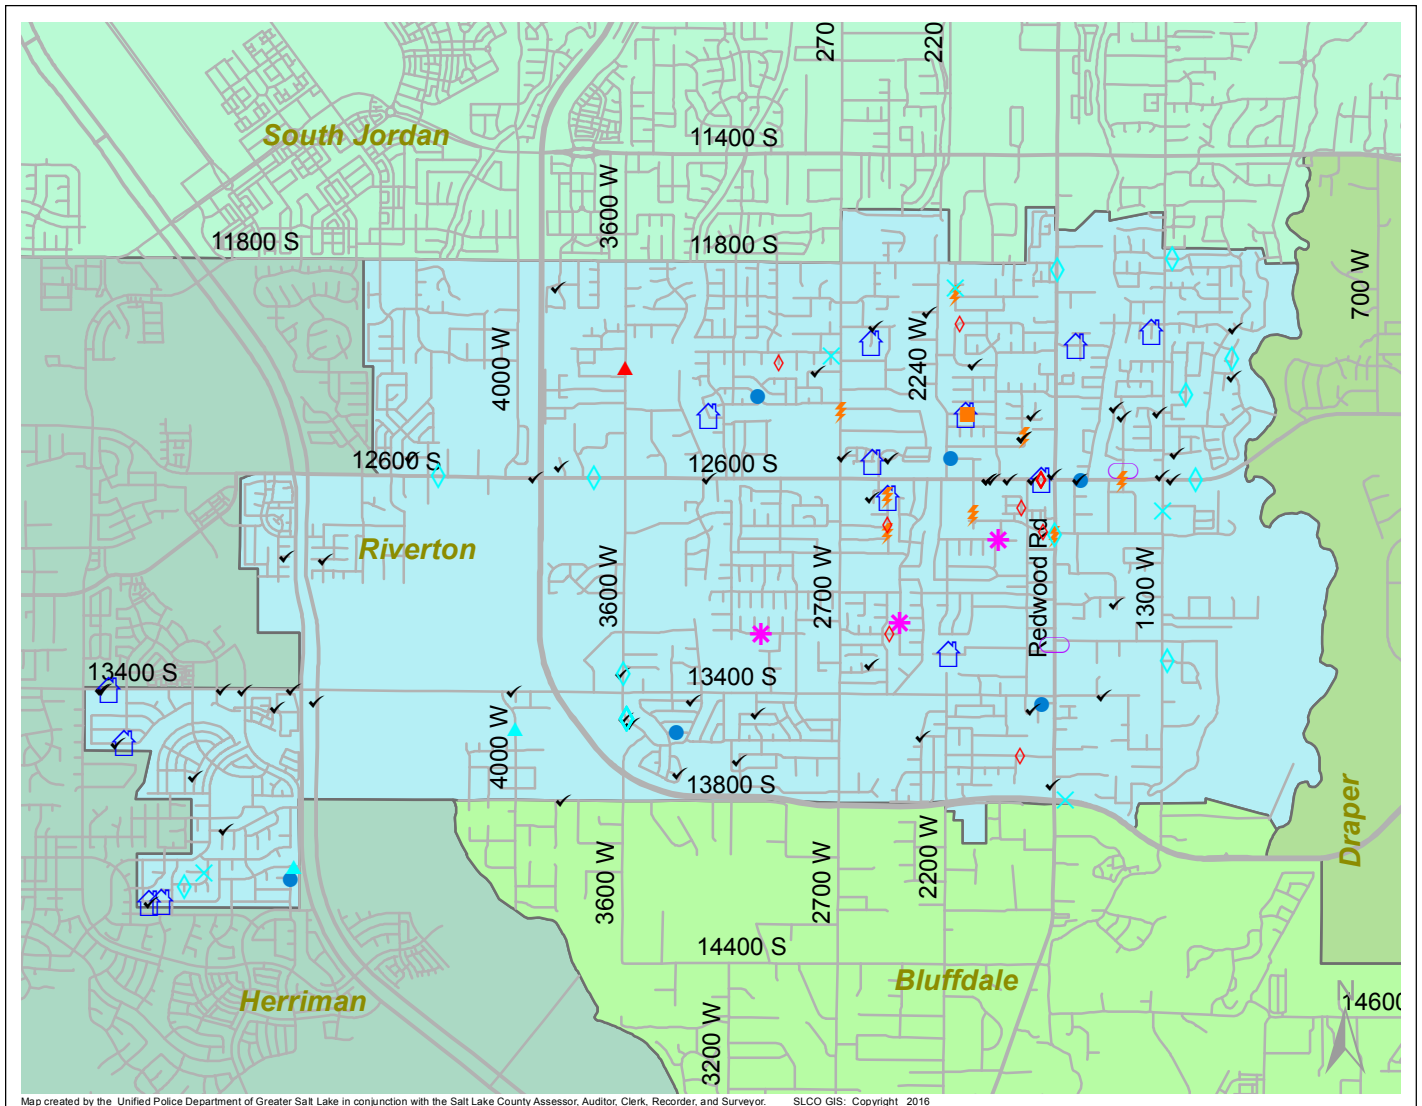 270
220
South Jordan
11400 S
3600 W
11800 S
11800 S
700 W
4000 W
2240 W
12600 S
12600 S
Riverton
3600 W
2700 W
Redwood Rd
1300 W
13400 S
13400 S
4000 W
13800 S
Draper
3600 W
2700 W
2200 W
14400 S
Bluffdale
Herriman
N
14600
3200 W
Map created by the Unified Police Department of Greater Salt Lake in conjunction with the Salt Lake County Assessor, Auditor, Clerk, Recorder, and Surveyor. SLCO GIS: Copyright 2016